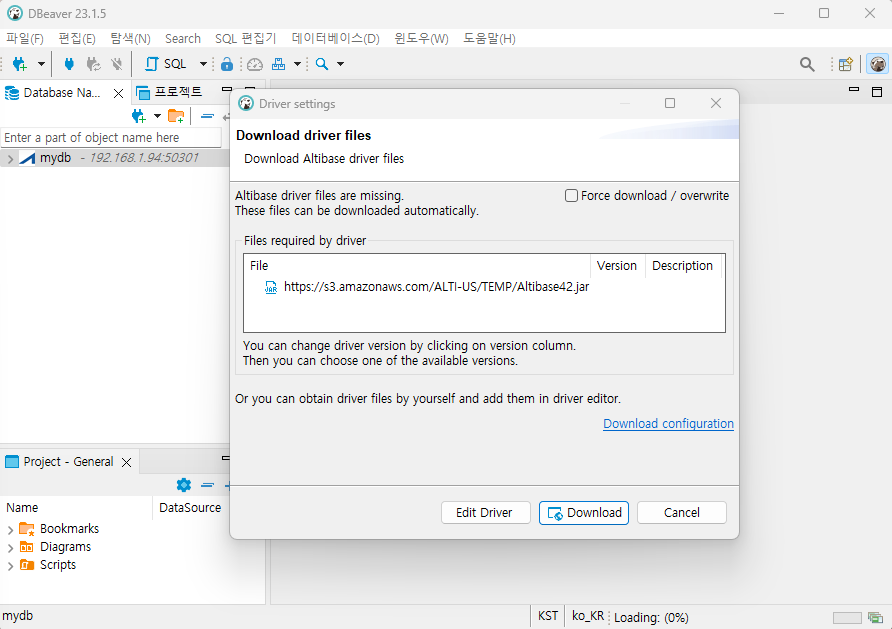 DBeaver 23.1.5
파일(F) 편집(E) 탐색(N) Search SQL 편집기 데이터베이스(D) 윈도우(W) 도움말(H)
SQL
Database Na...
프로젝트
Enter a part of object name here
mydb - 192.168.1.94:50301
Driver settings
Download driver files
Download Altibase driver files
Altibase driver files are missing.
These files can be downloaded automatically.
Force download / overwrite
Files required by driver
File Version Description
JAR https://s3.amazonaws.com/ALTI-US/TEMP/Altibase42.jar
You can change driver version by clicking on version column.
Then you can choose one of the available versions.
Or you can obtain driver files by yourself and add them in driver editor.
Download configuration
Edit Driver Download Cancel
Project - General
Name DataSource
Bookmarks
Diagrams
Scripts
mydb KST ko_KR Loading: (0%)